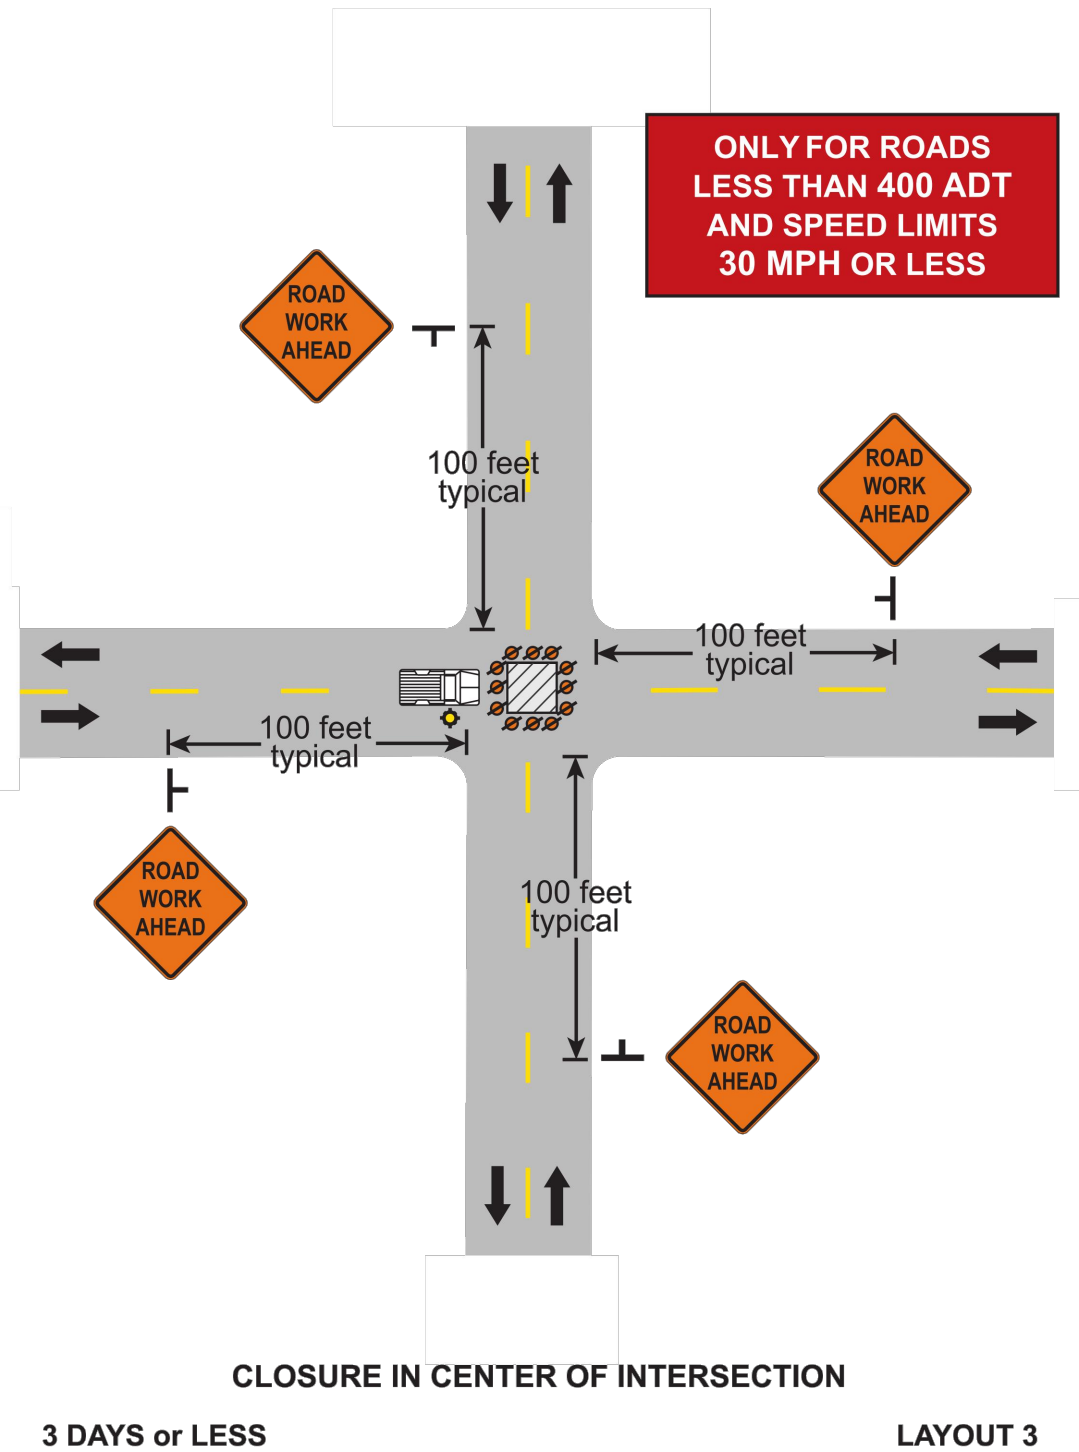 ONLY FOR ROADS
LESS THAN 400 ADT
AND SPEED LIMITS
30 MPH OR LESS
ROAD
WORK
AHEAD
ROAD
WORK
AHEAD
100 feet
typical
100 feet
typical
100 feet
typical
ROAD
WORK
AHEAD
100 feet
typical
ROAD
WORK
AHEAD
CLOSURE IN CENTER OF INTERSECTION
3 DAYS or LESS
LAYOUT 3